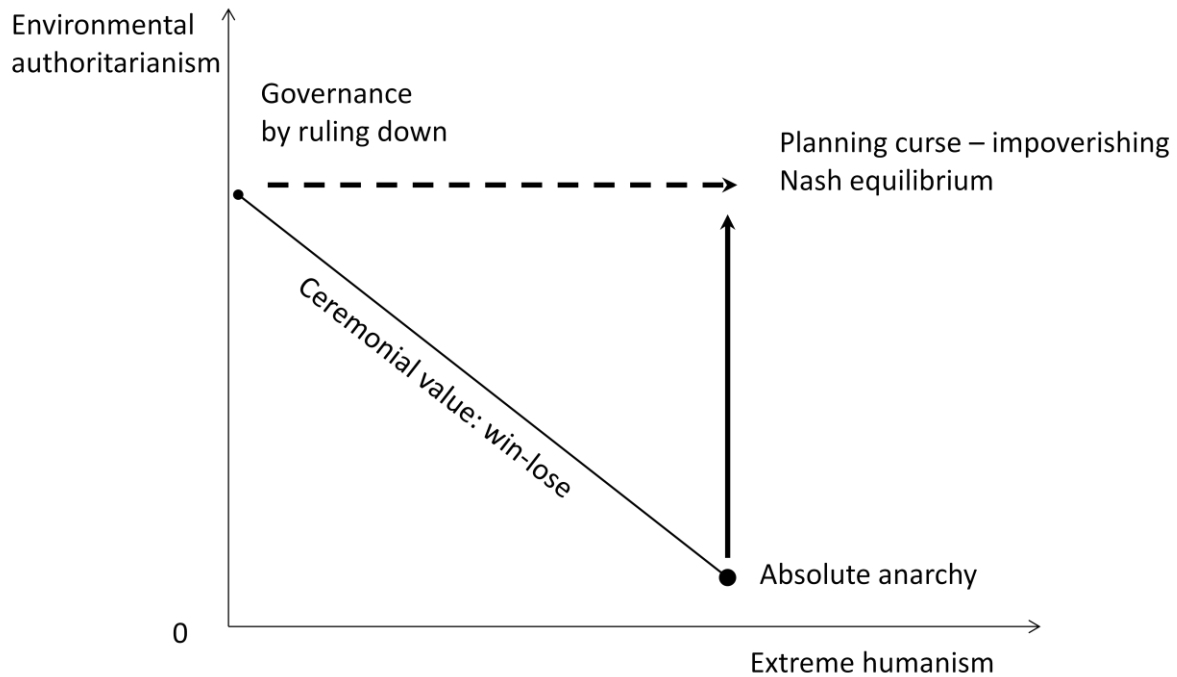 Environmental
authoritarianism
Governance
by ruling down
Planning curse – impoverishing
Nash equilibrium
Ceremonial value: win-lose
Absolute anarchy
0
Extreme humanism